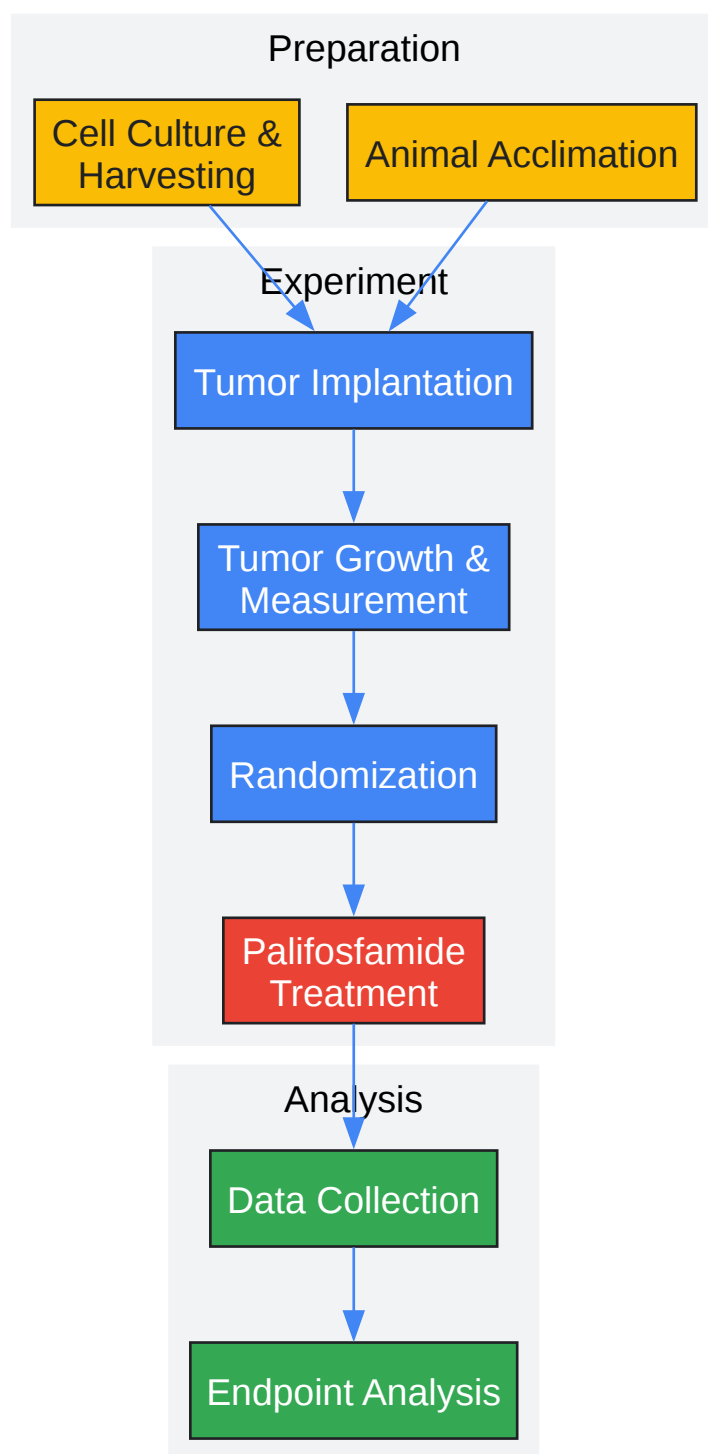 Preparation
Cell Culture &
Harvesting
Animal Acclimation
Experiment
Tumor Implantation
Tumor Growth &
Measurement
Randomization
Palifosfamide
Treatment
Analysis
Data Collection
Endpoint Analysis